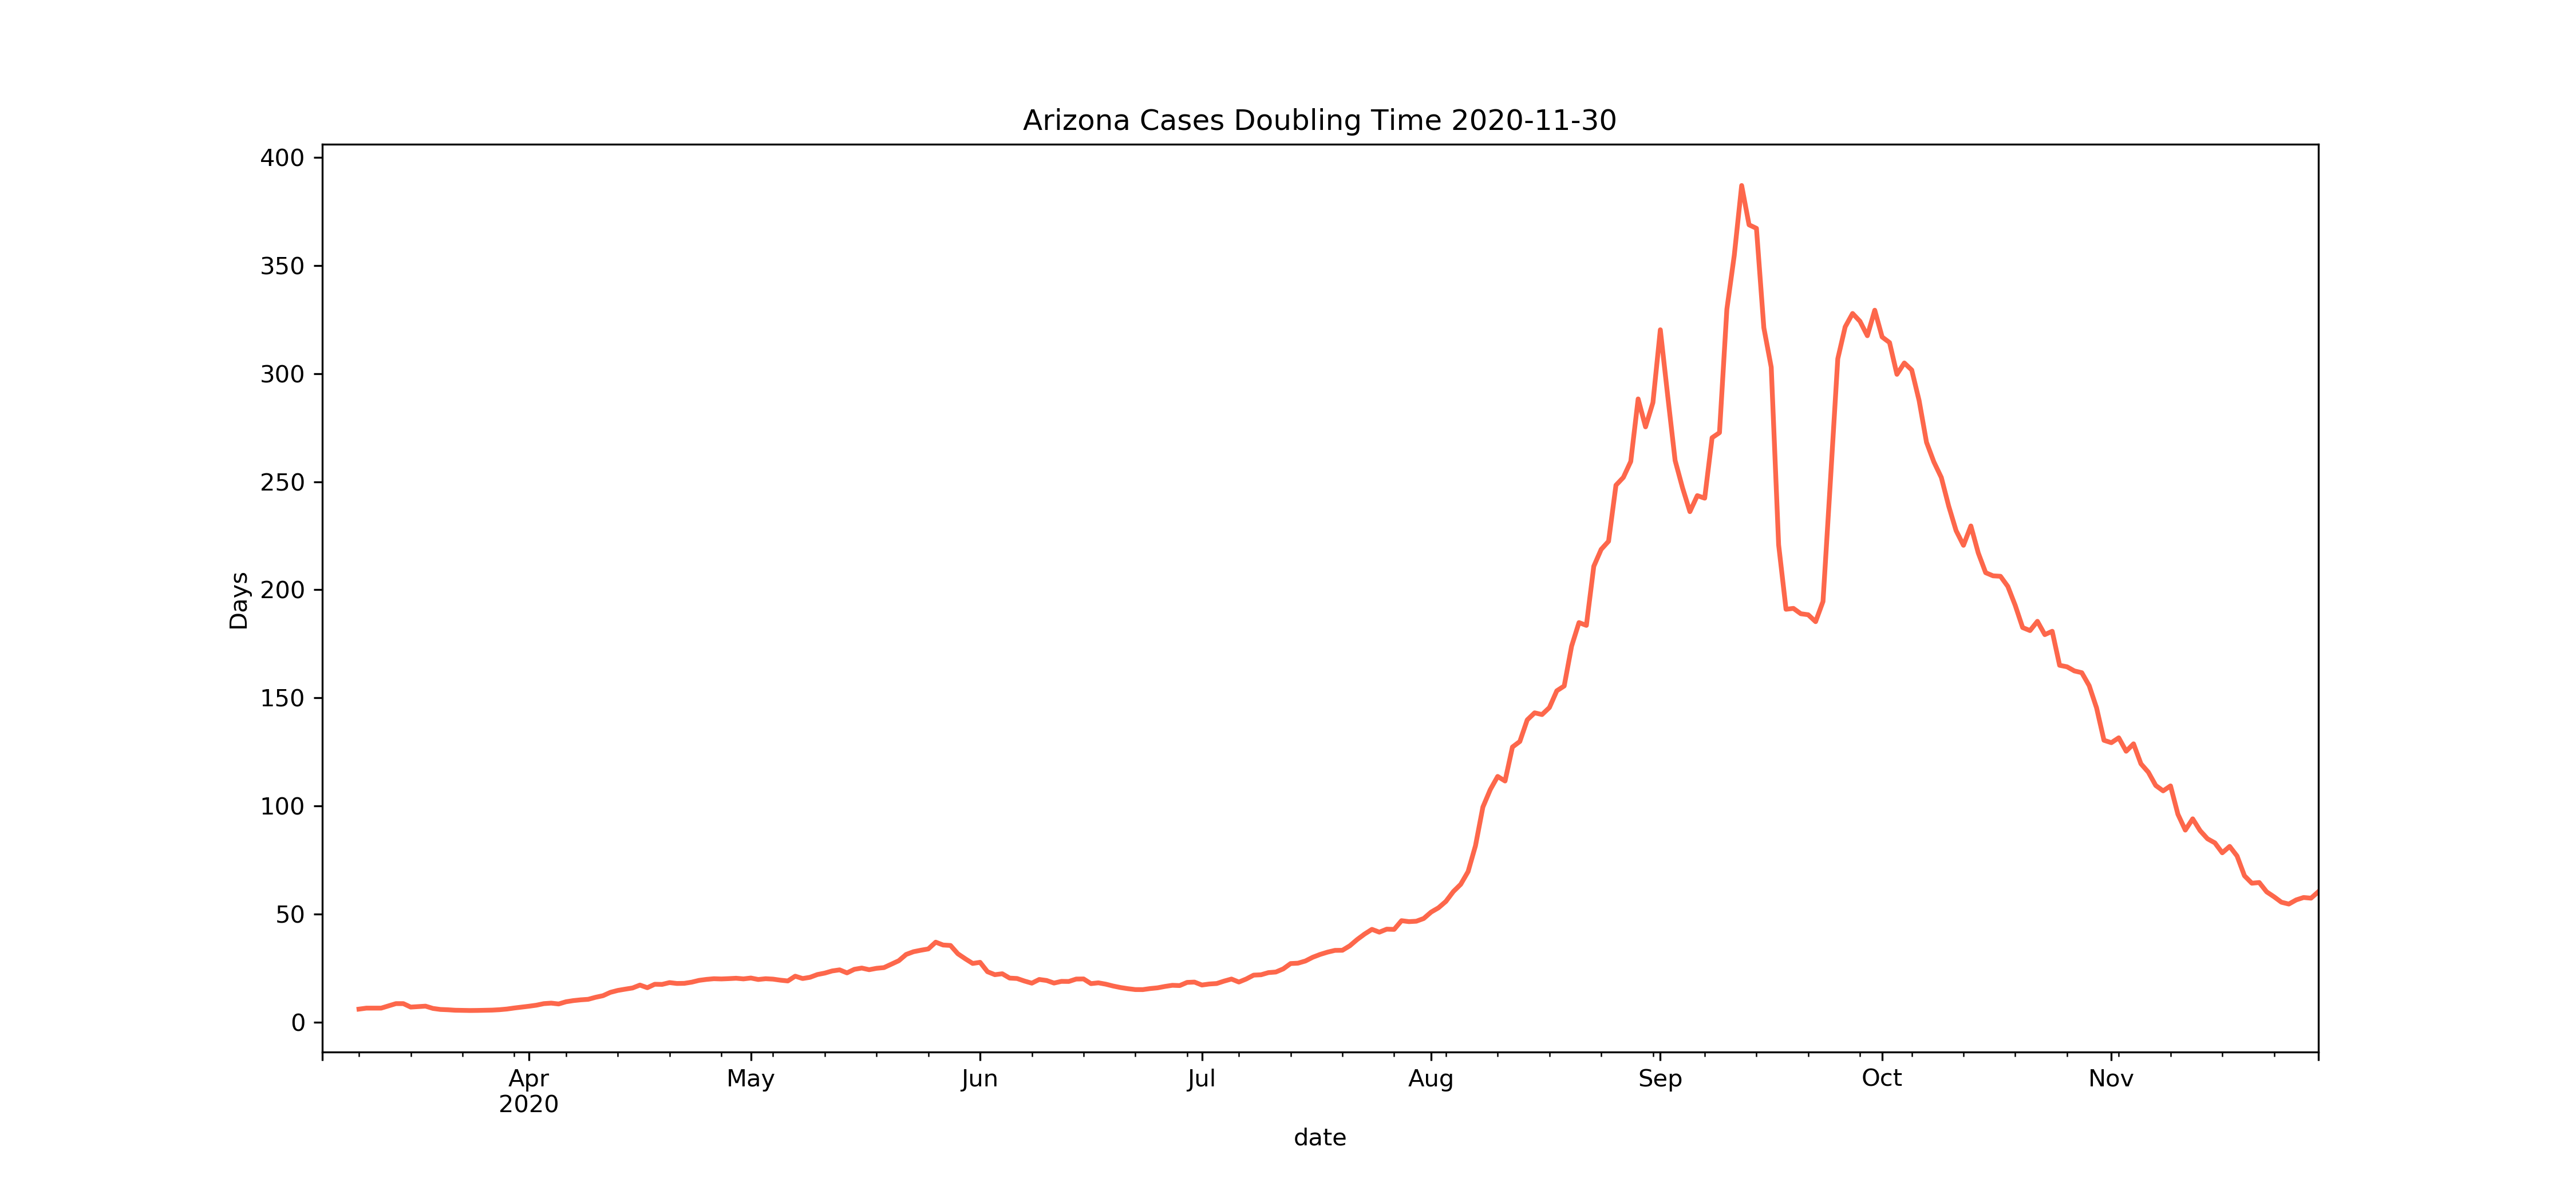 Arizona Cases Doubling Time 2020-11-30
400
350
300
250
200
150
100
50
0
Days
Apr May Jun Jul Aug Sep Oct Nov
2020
date